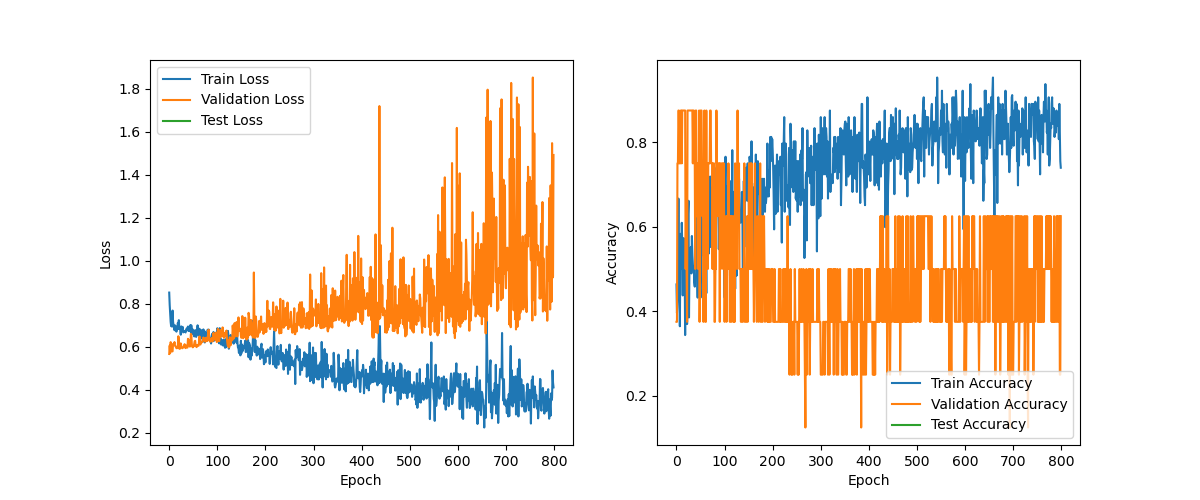 Train Loss
Validation Loss
Test Loss
1.8
1.6
1.4
1.2
1.0
0.8
0.6
0.4
0.2
Loss
0 100 200 300 400 500 600 700 800
Epoch
0.8
0.6
0.4
0.2
Accuracy
Train Accuracy
Validation Accuracy
Test Accuracy
0 100 200 300 400 500 600 700 800
Epoch